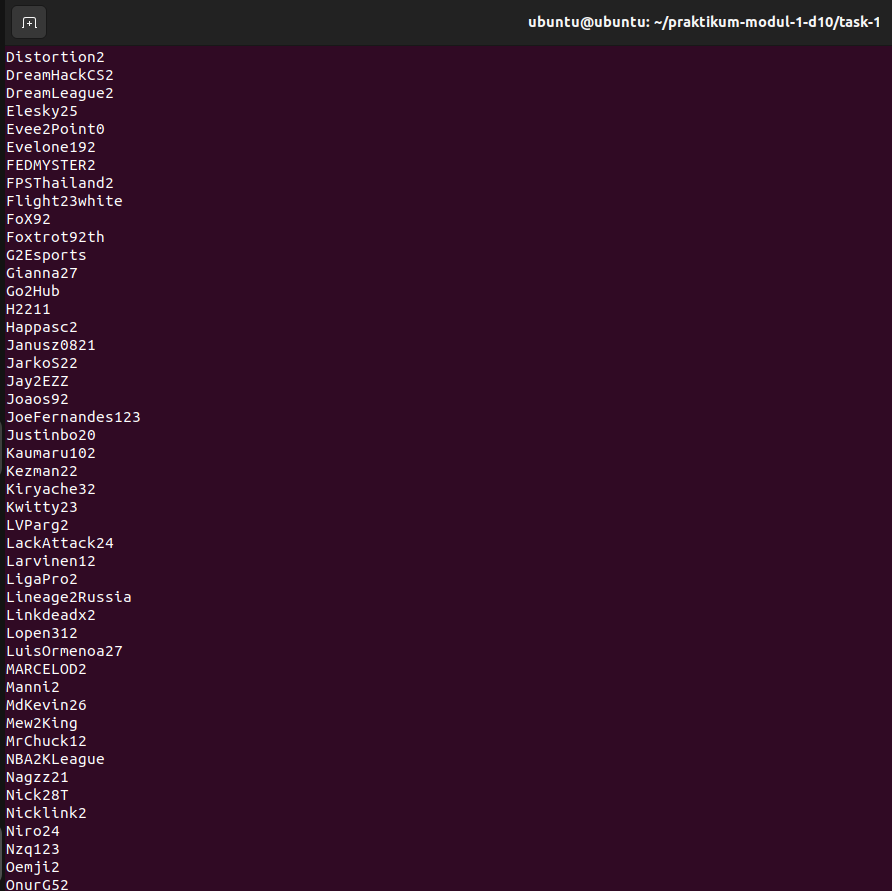 ubuntu@ubuntu: ~/praktikum-modul-1-d10/task-1
Distortion2
DreamHackCS2
DreamLeague2
Elesky25
Evee2Point0
Evelone192
FEDMYSTER2
FPSThailand2
Flight23white
FoX92
Foxtrot92th
G2Esports
Gianna27
Go2Hub
H2211
Happasc2
Janusz0821
JarkoS22
Jay2EZZ
Joaos92
JoeFernandes123
Justinbo20
Kaumaru102
Kezman22
Kiryache32
Kwitty23
LVParg2
LackAttack24
Larvinen12
LigaPro2
Lineage2Russia
Linkdeadx2
Lopen312
LuisOrmenoa27
MARCELOD2
Manni2
MdKevin26
Mew2King
MrChuck12
NBA2KLeague
Nagzz21
Nick28T
Nicklink2
Niro24
Nzq123
Oemji2
OnurG52